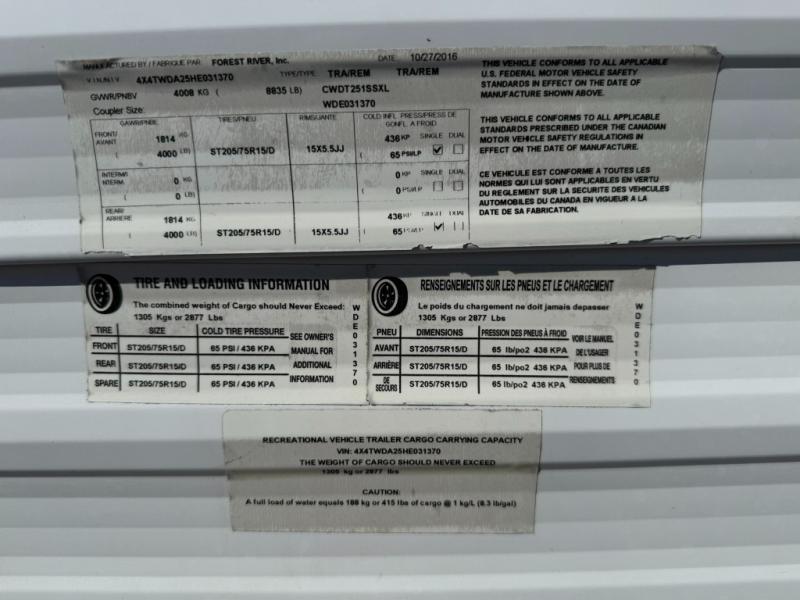 MANUFACTURED BY / FABRIQUE PAR FOREST RIVER, Inc. DATE 10/27/2016
V.I.N./N.I.V. 4X4TWDA25HE031370 TYPE/TYPE TRA/REM TRA/REM
GVWR/PNBV 4008 KG ( 8835 LB) CWDT251SSXL
Coupler Size: WDE031370
GAWR/PNBE TIRES/PNEU RIMS/JANTE COLD INFL. PRESS/PRESS DE
GONFL. A FROID
FRONT/ AVANT 1814 KG 436 KP SINGLE DUAL
( 4000 LB) ST205/75R15/D 15X5.5JJ ( 65 PSI/LP
INTERM/ INTERM. 0 KG 0 KP SINGLE DUAL
( 0 LB) ( 0 PSI/LP
REAR/ ARRIÈRE 1814 KG 436 KP SINGLE DUAL
( 4000 LB) ST205/75R15/D 15X5.5JJ ( 65 PSI/LP
THIS VEHICLE CONFORMS TO ALL APPLICABLE
U.S. FEDERAL MOTOR VEHICLE SAFETY
STANDARDS IN EFFECT ON THE DATE OF
MANUFACTURE SHOWN ABOVE.
THIS VEHICLE CONFORMS TO ALL APPLICABLE
STANDARDS PRESCRIBED UNDER THE CANADIAN
MOTOR VEHICLE SAFETY REGULATIONS IN
EFFECT ON THE DATE OF MANUFACTURE.
CE VEHICULE EST CONFORME A TOUTES LES
NORMES QUI LUI SONT APPLICABLES EN VERTU
DU REGLEMENT SUR LA SECURITE DES VEHICULES
AUTOMOBILES DU CANADA EN VIGUEUR A LA
DATE DE SA FABRICATION.
TIRE AND LOADING INFORMATION
The combined weight of Cargo should Never Exceed:
1305 Kgs or 2877 Lbs
TIRE SIZE COLD TIRE PRESSURE SEE OWNER'S
FRONT ST205/75R15/D 65 PSI / 436 KPA MANUAL FOR
REAR ST205/75R15/D 65 PSI / 436 KPA ADDITIONAL
SPARE ST205/75R15/D 65 PSI / 436 KPA INFORMATION
WDE031370
RENSEIGNEMENTS SUR LES PNEUS ET LE CHARGEMENT
Le poids du chargement ne doit jamais depasser
1305 Kgs or 2877 Lbs
PNEU DIMENSIONS PRESSION DES PNEUS À FROID VOIR LE MANUEL
AVANT ST205/75R15/D 65 lb/po2 436 KPA DE L'USAGER
ARRIÈRE ST205/75R15/D 65 lb/po2 436 KPA POUR PLUS DE
DE SECOURS ST205/75R15/D 65 lb/po2 436 KPA RENSEIGNEMENTS
WDE031370
RECREATIONAL VEHICLE TRAILER CARGO CARRYING CAPACITY
VIN: 4X4TWDA25HE031370
THE WEIGHT OF CARGO SHOULD NEVER EXCEED
1305 kg or 2877 lbs
CAUTION:
A full load of water equals 188 kg or 415 lbs of cargo @ 1 kg/L (8.3 lb/gal)